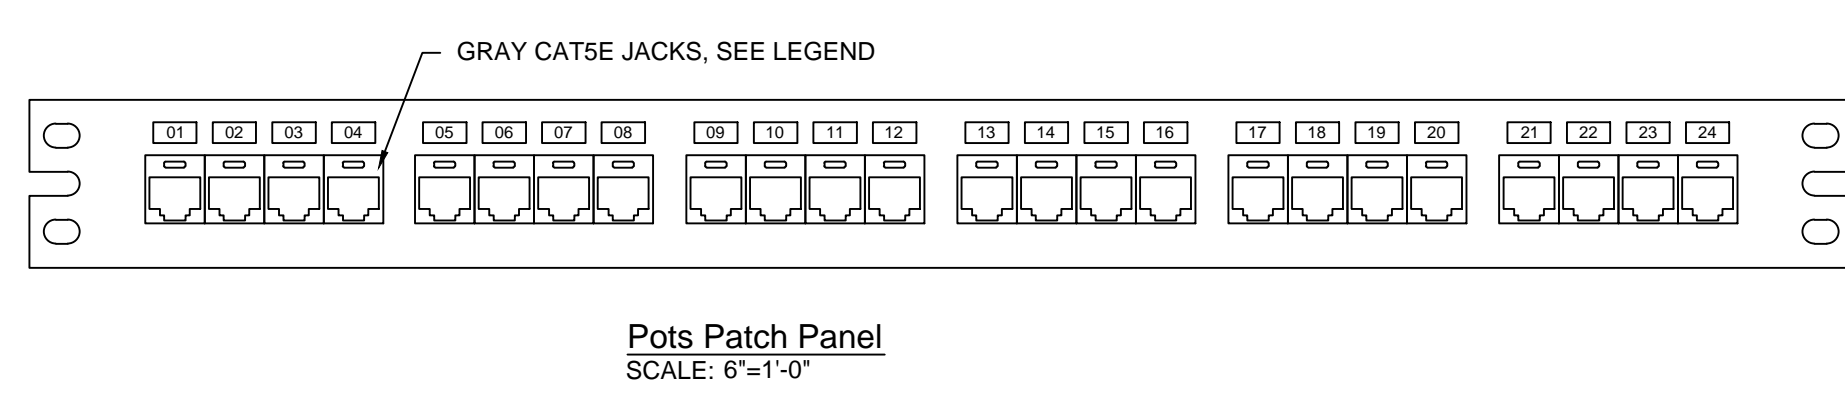 GRAY CAT5E JACKS, SEE LEGEND
01 02 03 04 05 06 07 08 09 10 11 12 13 14 15 16 17 18 19 20 21 22 23 24
Pots Patch Panel
SCALE: 6"=1'-0"